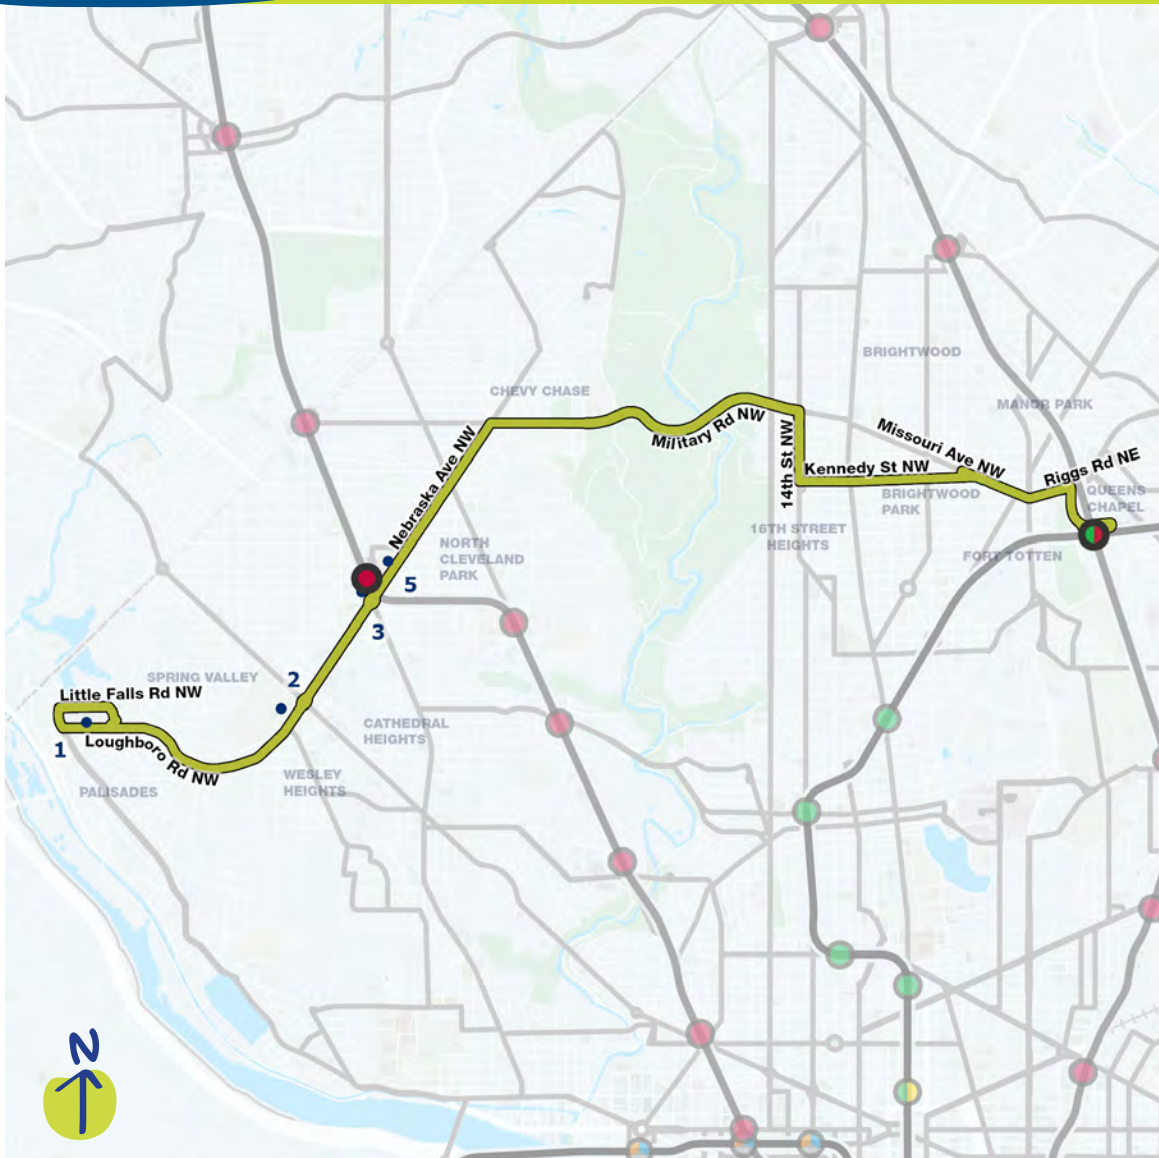 BRIGHTWOOD
CHEVY CHASE
MANOR PARK
Military Rd NW
14th St NW
Missouri Ave NW
Nebraska Ave NW
Kennedy St NW
Riggs Rd NE
BRIGHTWOOD
PARK
QUEENS
CHAPEL
16TH STREET
HEIGHTS
NORTH
CLEVELAND
PARK
FORT TOTTEN
5
3
2
SPRING VALLEY
Little Falls Rd NW
1
Loughboro Rd NW
CATHEDRAL
HEIGHTS
WESLEY
HEIGHTS
PALISADES
N